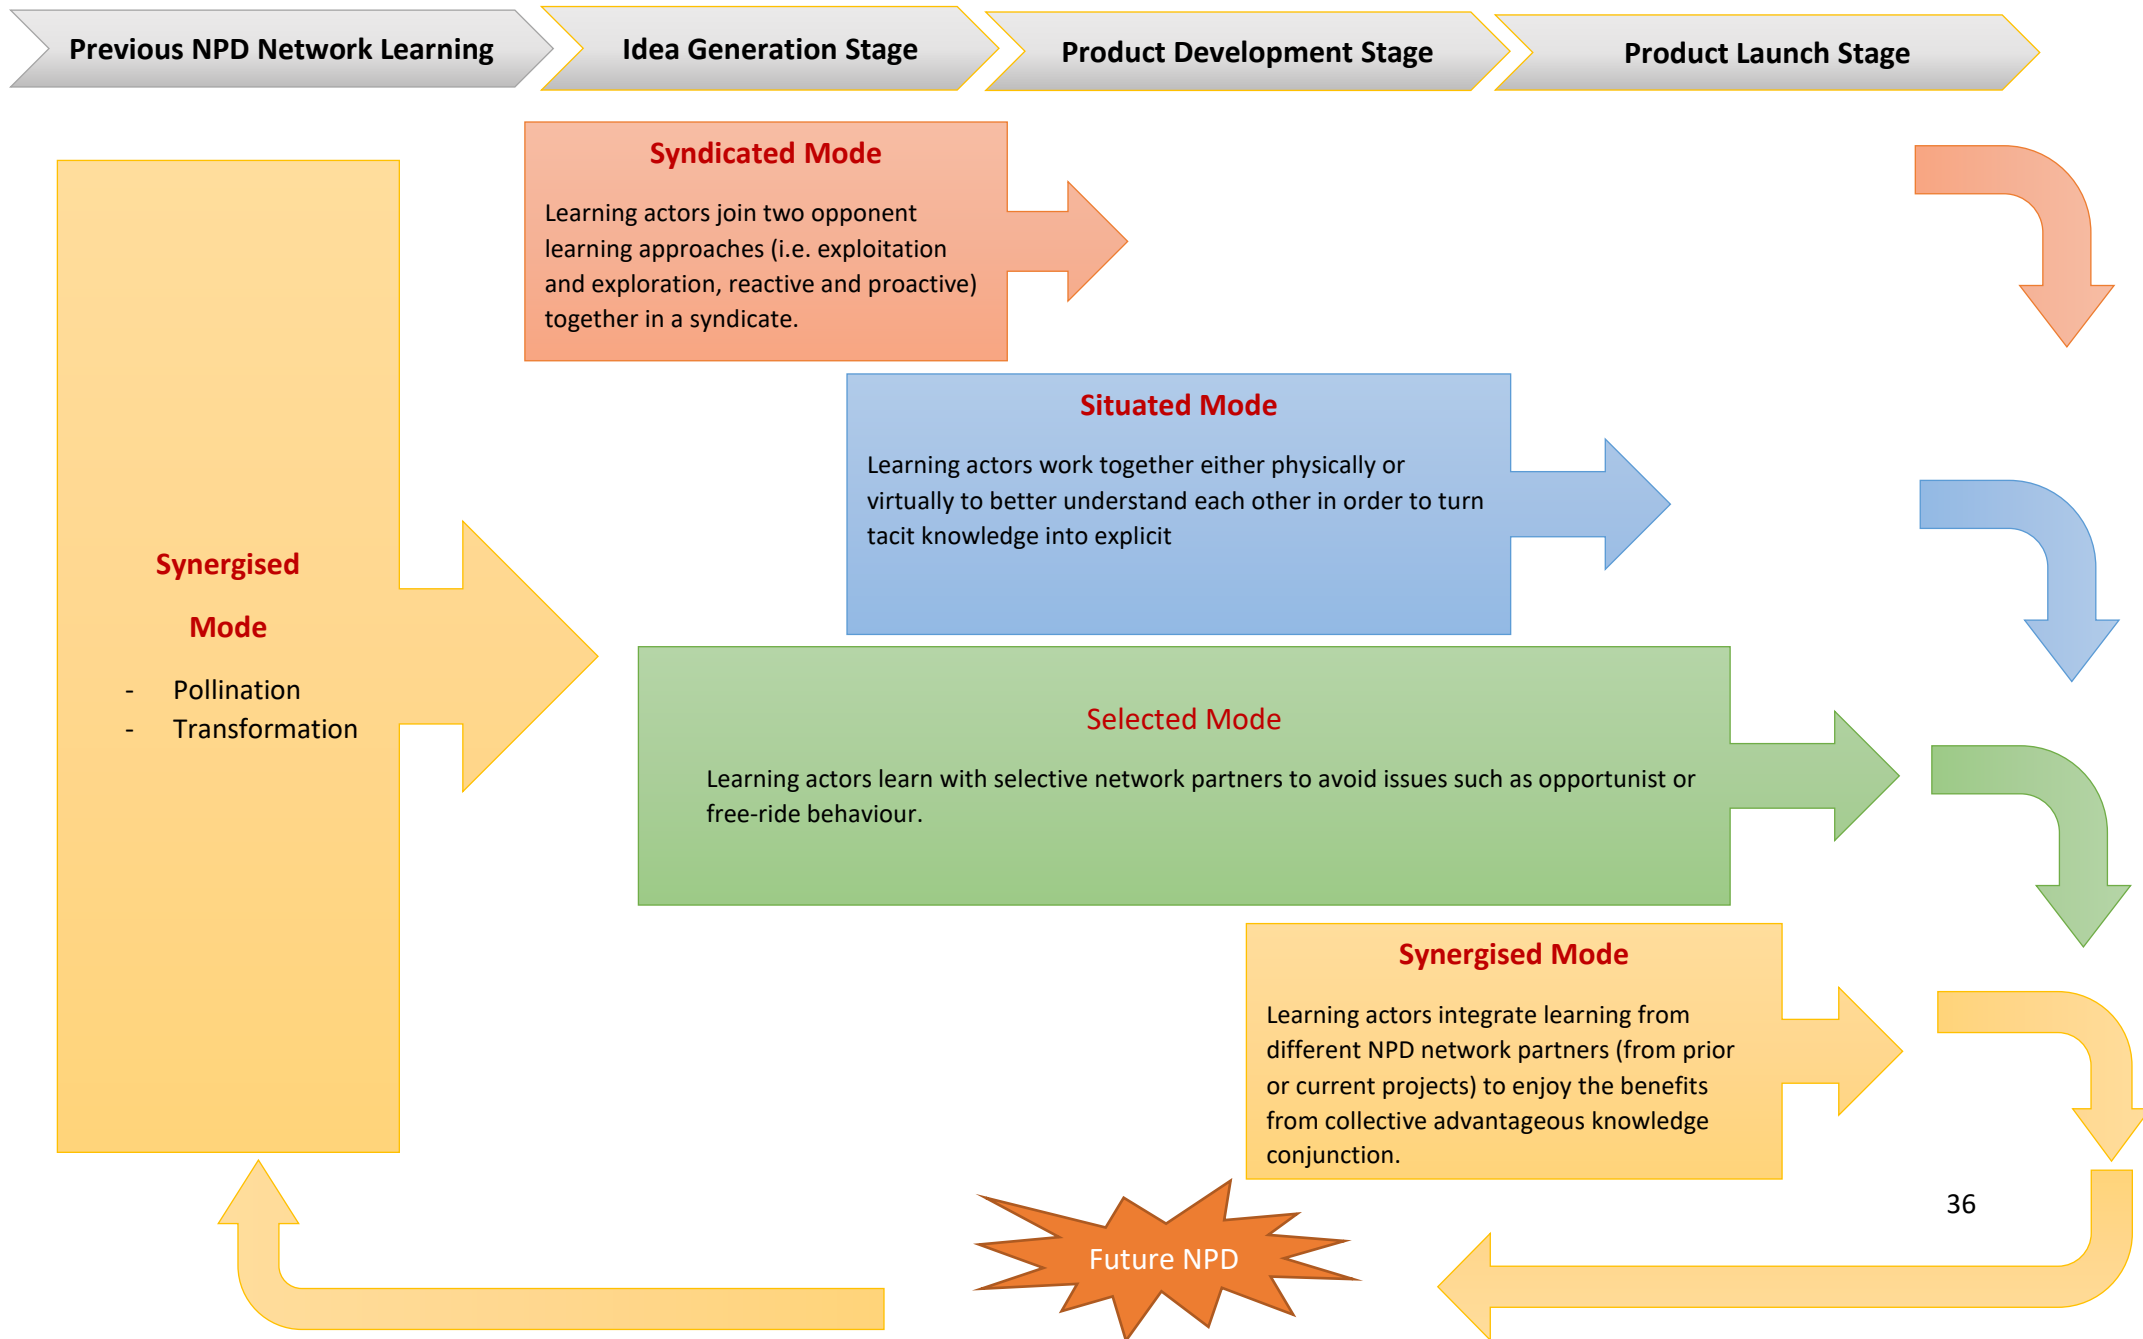 Previous NPD Network Learning
Idea Generation Stage
Product Development Stage
Product Launch Stage
Syndicated Mode
Learning actors join two opponent
learning approaches (i.e. exploitation
and exploration, reactive and proactive)
together in a syndicate.
Situated Mode
Learning actors work together either physically or
virtually to better understand each other in order to turn
tacit knowledge into explicit
Synergised
Mode
- Pollination
- Transformation
Selected Mode
Learning actors learn with selective network partners to avoid issues such as opportunist or
free-ride behaviour.
Synergised Mode
Learning actors integrate learning from
different NPD network partners (from prior
or current projects) to enjoy the benefits
from collective advantageous knowledge
conjunction.
36
Future NPD